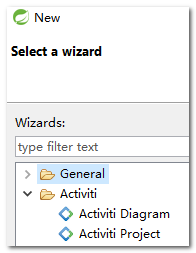 New
Select a wizard
Wizards:
type filter text
General
Activiti
Activiti Diagram
Activiti Project